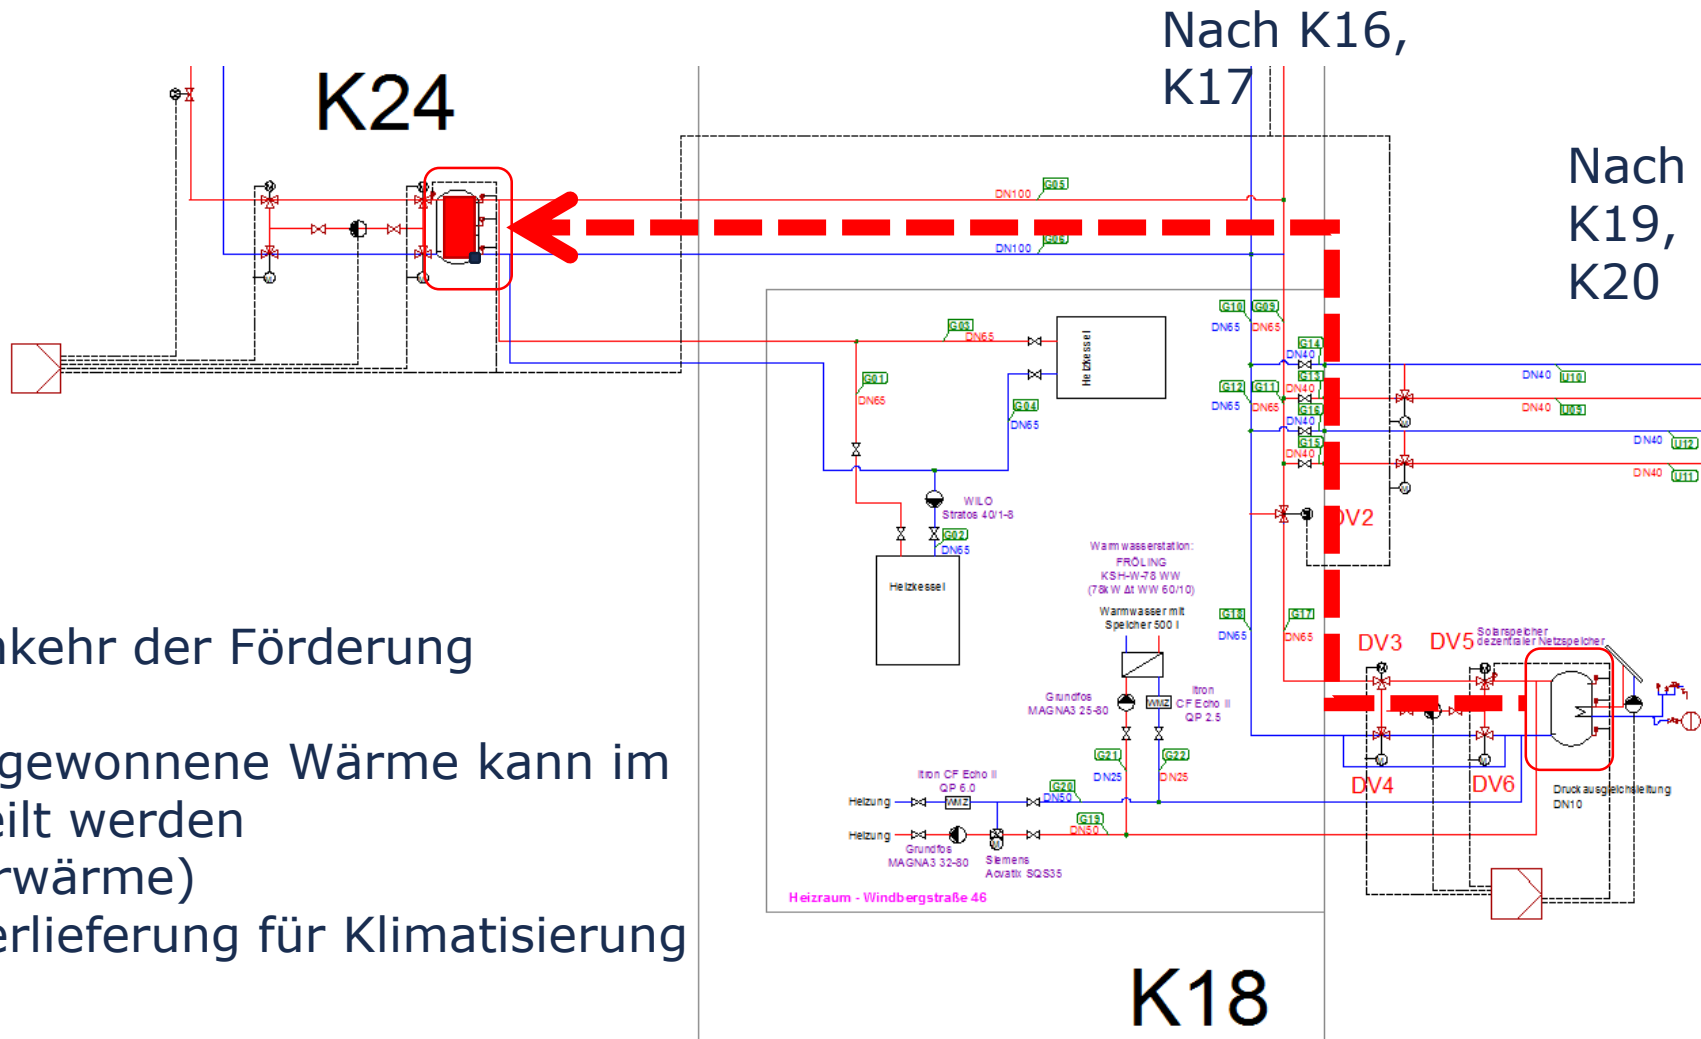 Nach K16,
K17
K24
Nach
K19,
K20
G05
DN100
G06
DN100
G10 G09
DN65 DN65
G03
DN65
Heizkessel
G14
DN40
G13
DN40
G12 G11
DN65 DN65
G16
DN40
G15
DN40
DN40 U10
DN40 U09
DN40 U12
DN40 U11
G01
DN65
G04
DN65
WILO
Stratos 40/1-8
G02
DN65
DV2
Heizkessel
Warmwasserstation:
FRÖLING
KSH-W-78 WW
(78kW Δt WW 60/10)
Warmwasser mit
Speicher 500 l
G18 G17
DN65 DN65
DV3 DV5
Solarspeicher
dezentraler Netzspeicher
nkehr der Förderung
Grundfos
MAGNA3 25-80
WMZ
Itron
CF Echo II
QP 2.5
gewonnene Wärme kann im
G21 G22
DN25 DN25
Itron CF Echo II
QP 6.0
DV4 DV6
Druckausgleichsleitung
DN10
Heizung WMZ
G20
DN50
eilt werden
Heizung
G19
DN50
Grundfos
MAGNA3 32-80
Siemens
Acvatix SQS35
rwärme)
Heizraum - Windbergstraße 46
erlieferung für Klimatisierung
K18